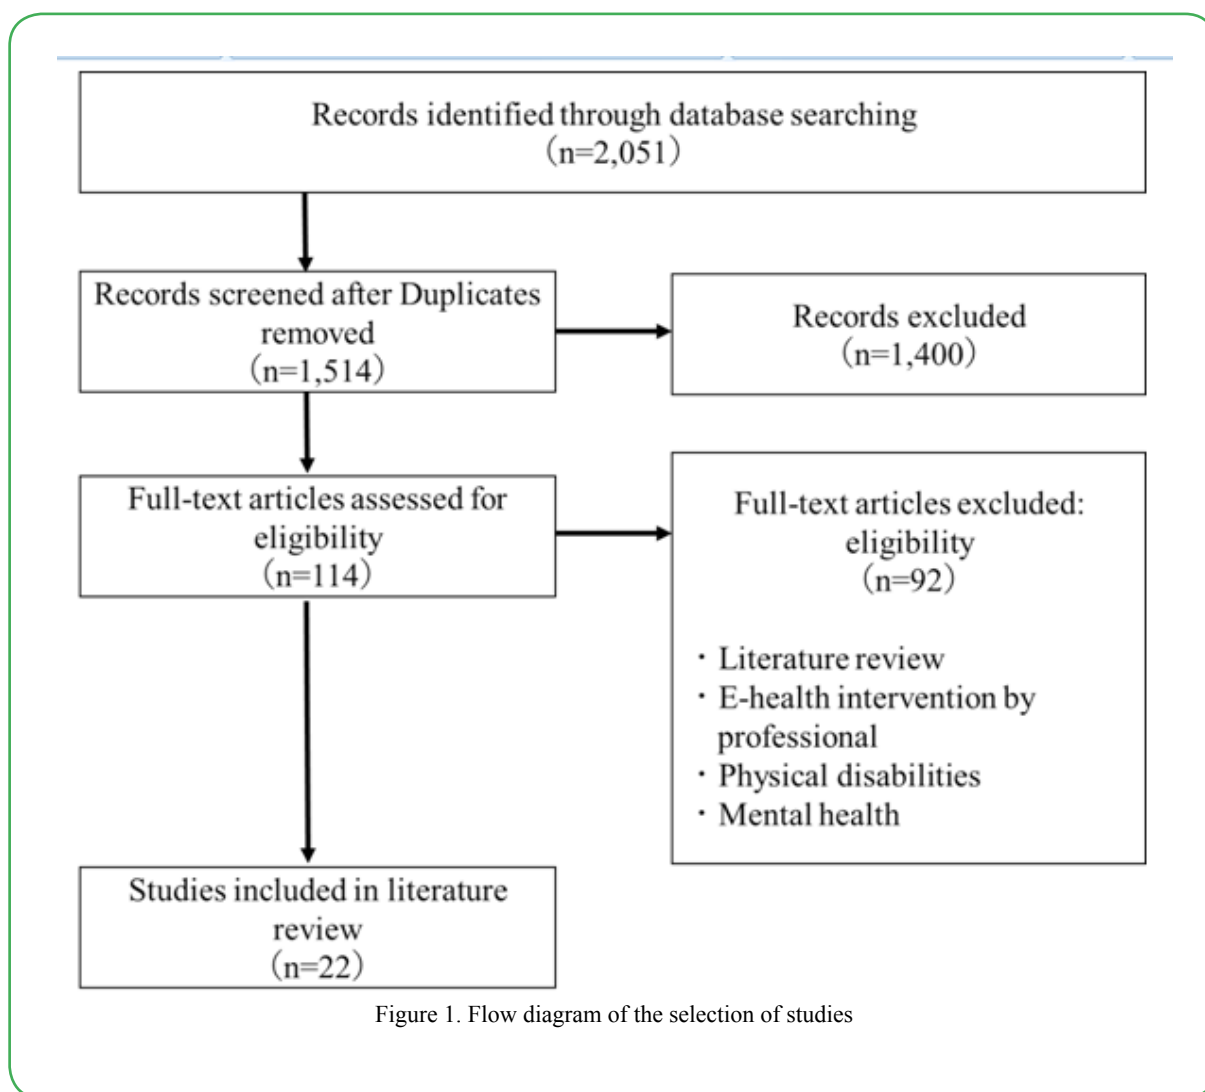 Records identified through database searching
（n=2,051）
Records screened after Duplicates
removed
（n=1,514）
Records excluded
（n=1,400）
Full-text articles assessed for
eligibility
（n=114）
Full-text articles excluded:
eligibility
（n=92）
・Literature review
・E-health intervention by
professional
・Physical disabilities
・Mental health
Studies included in literature
review
（n=22）
Figure 1. Flow diagram of the selection of studies